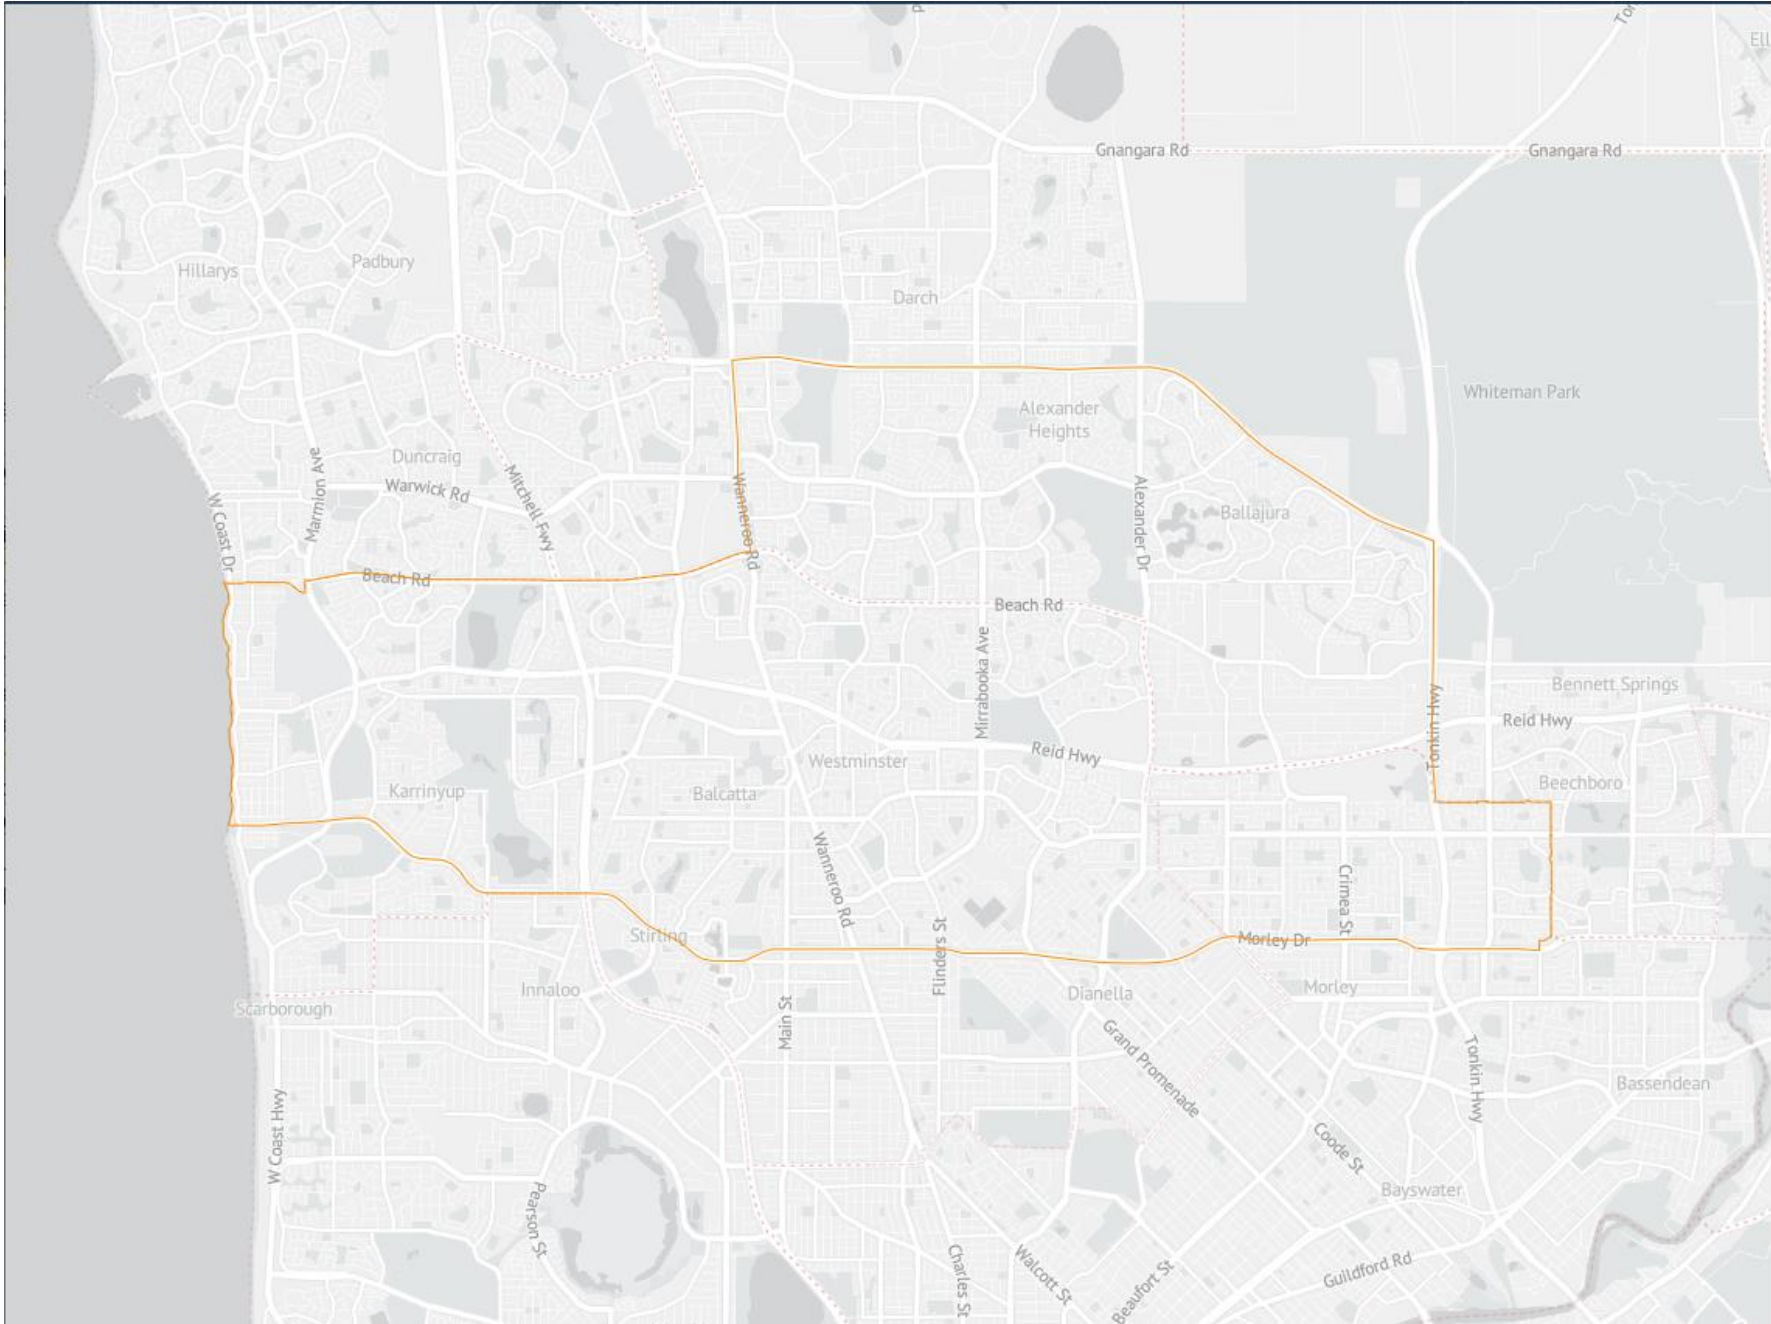 Gnangara Rd
Gnangara Rd
Hillarys
Padbury
Darch
Whiteman Park
Alexander
Heights
Duncraig
Marmion Ave
Warwick Rd
Mitchell Fwy
Wanneroo Rd
Alexander Dr
Ballajura
W Coast Dr
Beach Rd
Beach Rd
Mirrabooka Ave
Bennett Springs
Tonkin Hwy
Reid Hwy
Reid Hwy
Westminster
Karrinyup
Balcatta
Beechboro
Wanneroo Rd
Crimea St
Stirling
Flinders St
Morley Dr
Innaloo
Dianella
Morley
Scarborough
Main St
Grand Promenade
Tonkin Hwy
Bassendean
W Coast Hwy
Coode St
Pearson St
Bayswater
Charles St
Walcott St
Beaufort St
Guildford Rd